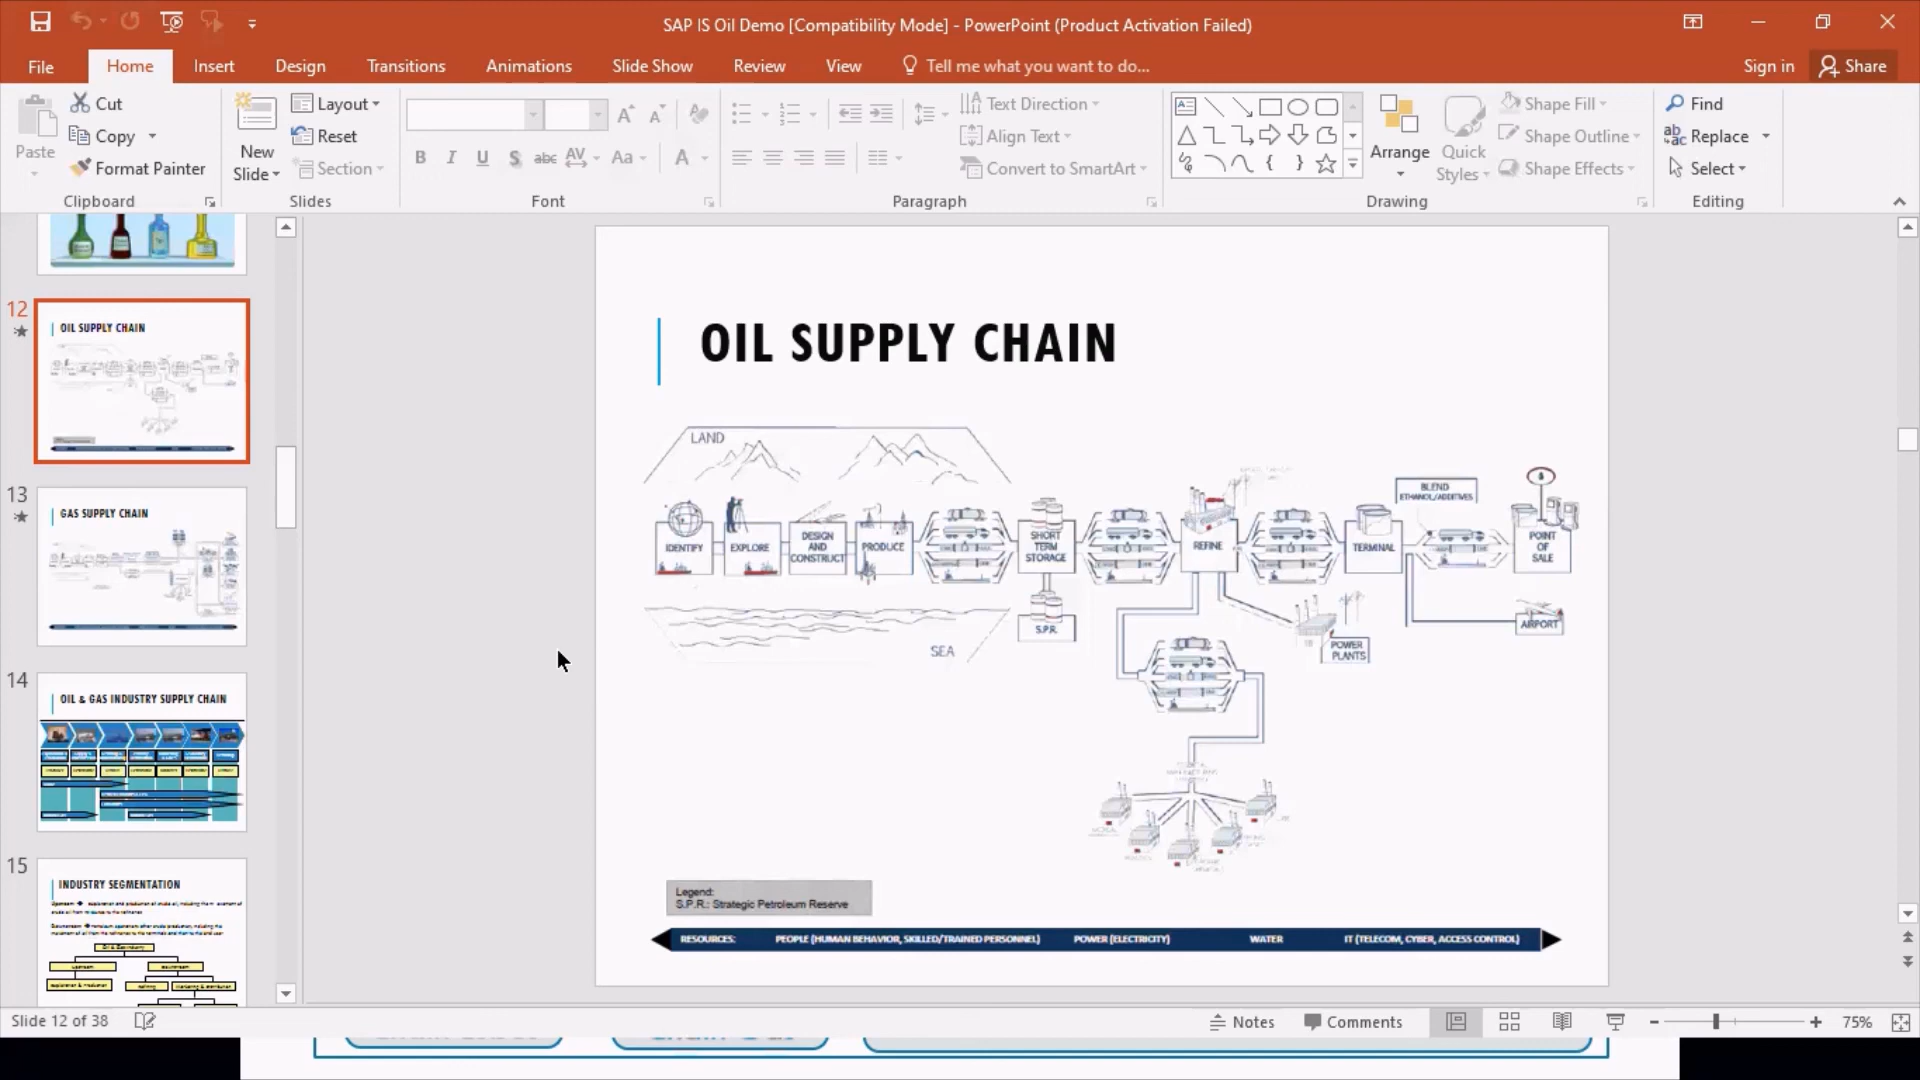 SAP IS Oil Demo [Compatibility Mode] - PowerPoint (Product Activation Failed)
File Home Insert Design Transitions Animations Slide Show Review View Tell me what you want to do... Sign in Share
Paste
Cut
Copy
Format Painter
Clipboard
New Slide
Layout
Reset
Section
Slides
B I U S abc AV Aa A
Font
Text Direction
Align Text
Convert to SmartArt
Paragraph
Arrange
Quick Styles
Shape Fill
Shape Outline
Shape Effects
Drawing
Find
Replace
Select
Editing
12
OIL SUPPLY CHAIN
13
GAS SUPPLY CHAIN
14
OIL & GAS INDUSTRY SUPPLY CHAIN
15
INDUSTRY SEGMENTATION
OIL SUPPLY CHAIN
LAND
IDENTIFY
EXPLORE
DESIGN
AND
CONSTRUCT
PRODUCE
SHORT
TERM
STORAGE
REFINE
TERMINAL
BLEND
ETHANOL/ADDITIVES
POINT
OF
SALE
S.P.R.
SEA
POWER
PLANTS
AIRPORT
Legend:
S.P.R.: Strategic Petroleum Reserve
RESOURCES: PEOPLE (HUMAN BEHAVIOR, SKILLED/TRAINED PERSONNEL) POWER (ELECTRICITY) WATER IT (TELECOM, CYBER, ACCESS CONTROL)
Slide 12 of 38 Notes Comments 75%